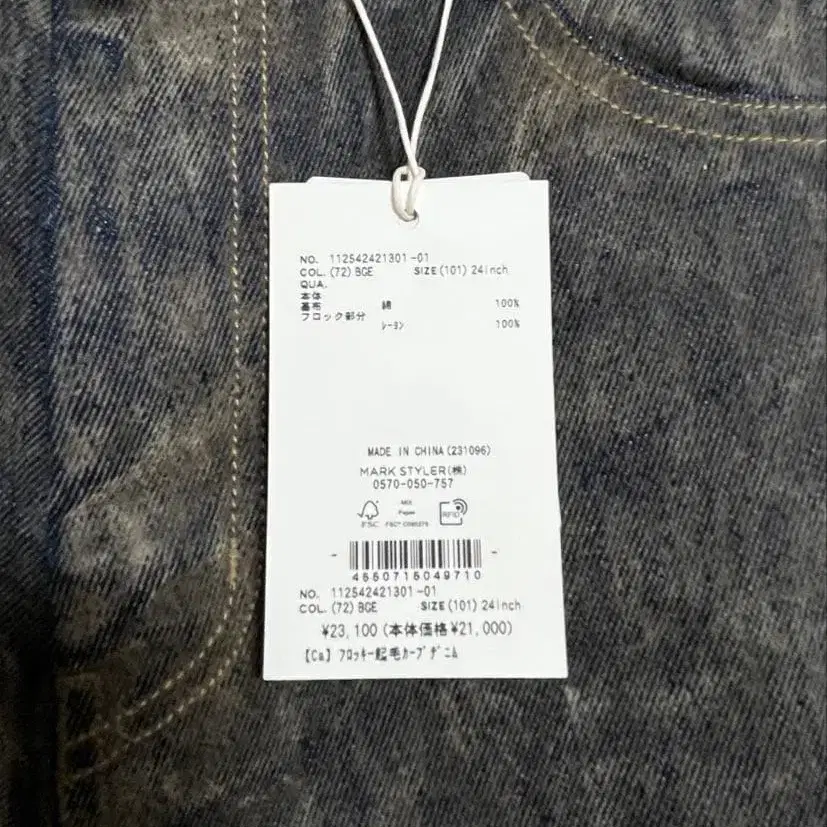 NO. 112542421301-01
COL. (72) BGE SIZE (101) 24inch
QUA.
本体
基布 綿 100%
フロック部分
レーヨン 100%
MADE IN CHINA (231096)
MARK STYLER(株)
0570-050-757
MIX
Paper
FSC FSC® C095275 RFID
4550715049710
NO. 112542421301-01
COL. (72) BGE SIZE (101) 24inch
¥23,100 (本体価格¥21,000)
【Ca】フロッキー起毛カーブデニム